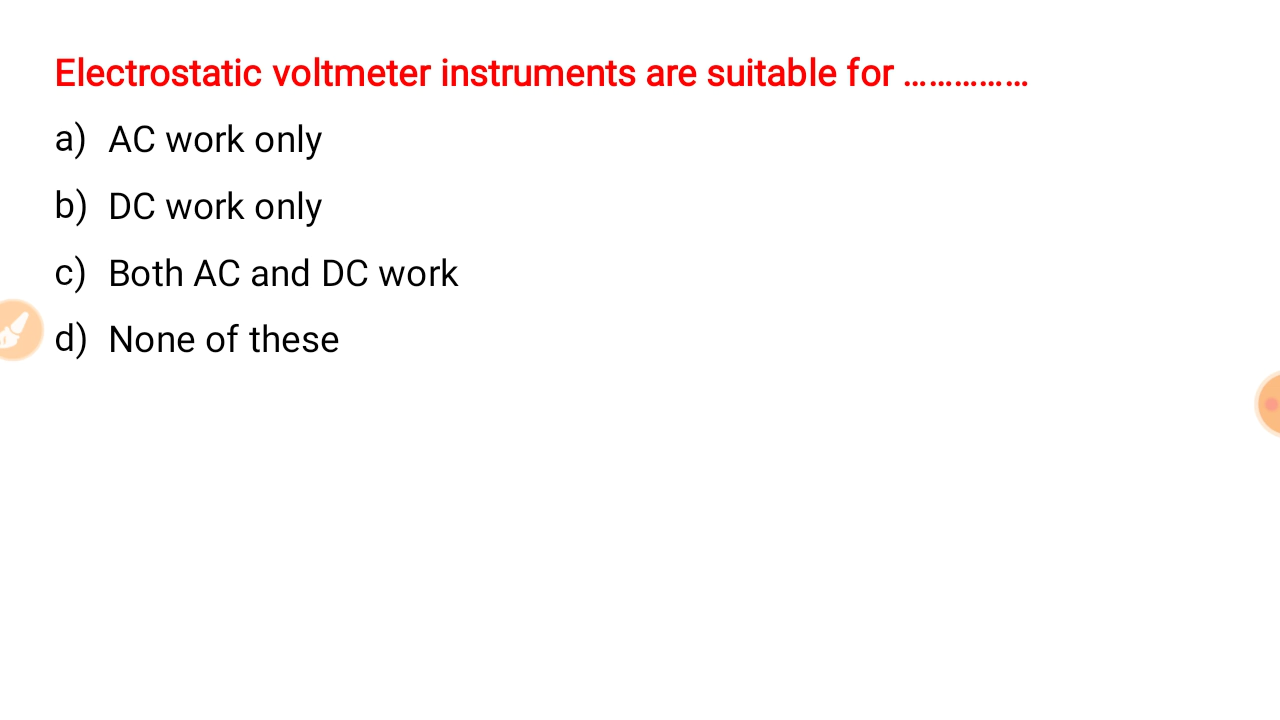 Electrostatic voltmeter instruments are suitable for ……………
a) AC work only
b) DC work only
c) Both AC and DC work
d) None of these